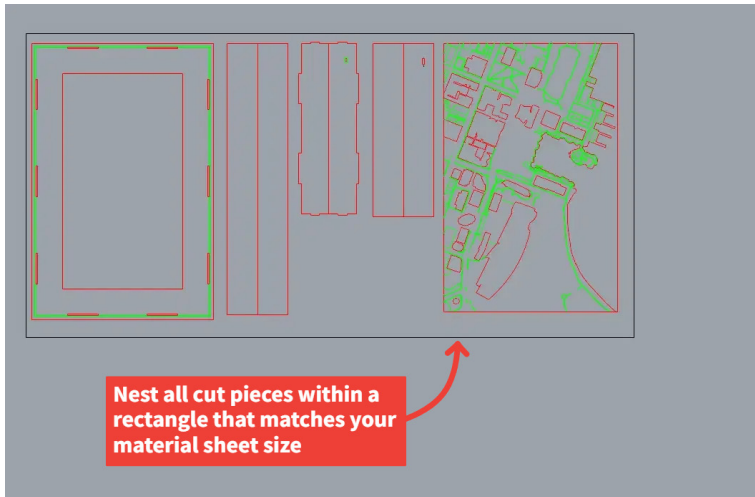 Nest all cut pieces within a
rectangle that matches your
material sheet size